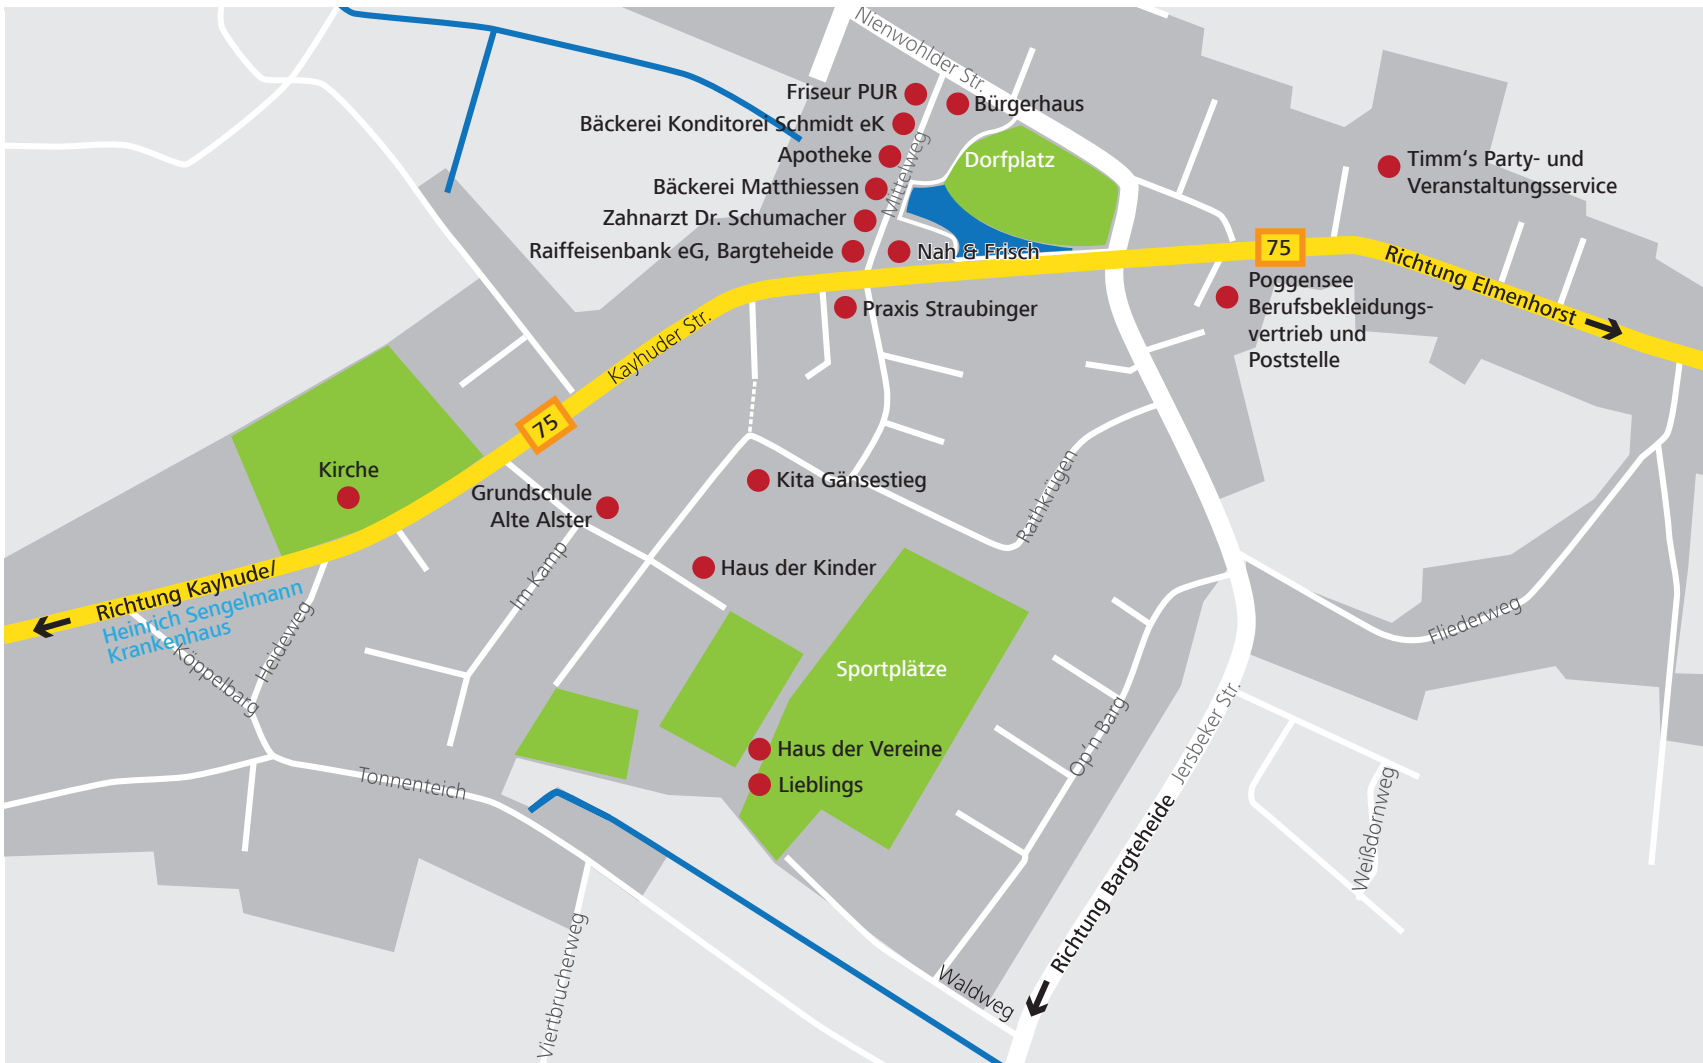 Nienwohlder Str.
Friseur PUR
Bürgerhaus
Bäckerei Konditorei Schmidt eK
Apotheke
Mittelweg
Dorfplatz
Timm‘s Party- und
Veranstaltungsservice
Bäckerei Matthiessen
Zahnarzt Dr. Schumacher
Raiffeisenbank eG, Bargteheide
Nah & Frisch
75
Richtung Elmenhorst
Praxis Straubinger
Poggensee
Berufsbekleidungs-
vertrieb und
Poststelle
Kayhuder Str.
75
Kirche
Grundschule
Alte Alster
Kita Gänsestieg
Rathkrügen
Im Kamp
Haus der Kinder
Richtung Kayhude/
Heinrich Sengelmann
Krankenhaus
Köppelbarg
Heideweg
Fliederweg
Sportplätze
Op'n Barg
Jersbeker Str.
Haus der Vereine
Lieblings
Tonnenteich
Weißdornweg
Richtung Bargteheide
Viertbrucherweg
Waldweg